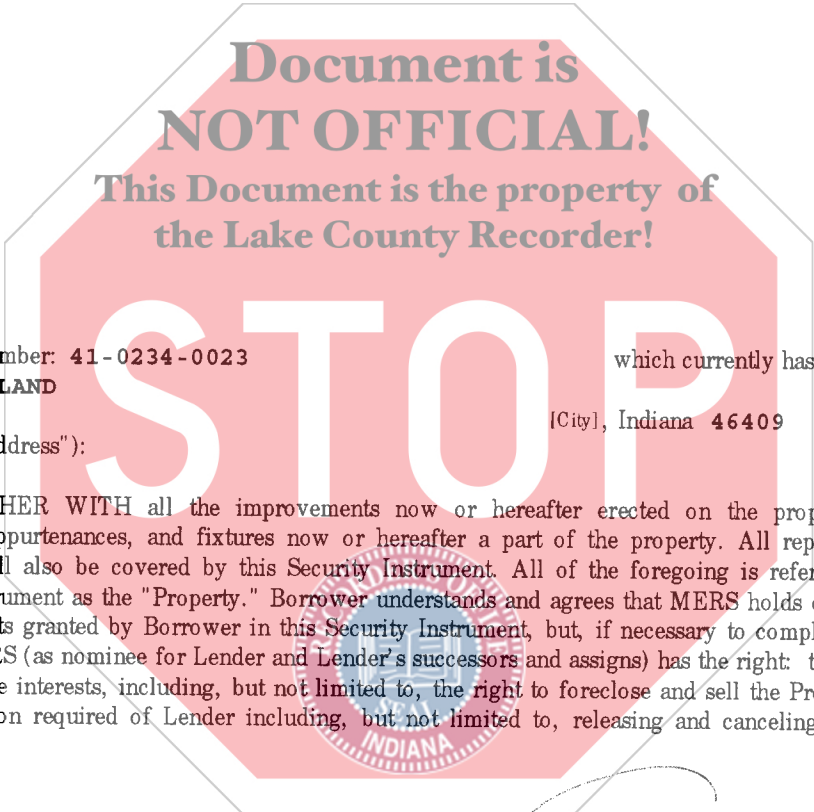 Document is
NOT OFFICIAL!
This Document is the property of
the Lake County Recorder!
STOP
mber: 41-0234-0023 which currently has
LAND
[City], Indiana 46409
ddress"):
HER WITH all the improvements now or hereafter erected on the prop
ppurtenances, and fixtures now or hereafter a part of the property. All rep
ll also be covered by this Security Instrument. All of the foregoing is refer
rument as the "Property." Borrower understands and agrees that MERS holds
ts granted by Borrower in this Security Instrument, but, if necessary to compl
RS (as nominee for Lender and Lender's successors and assigns) has the right: t
e interests, including, but not limited to, the right to foreclose and sell the Pr
on required of Lender including, but not limited to, releasing and canceling
RECORDER'S OFFICE
SEAL
INDIANA